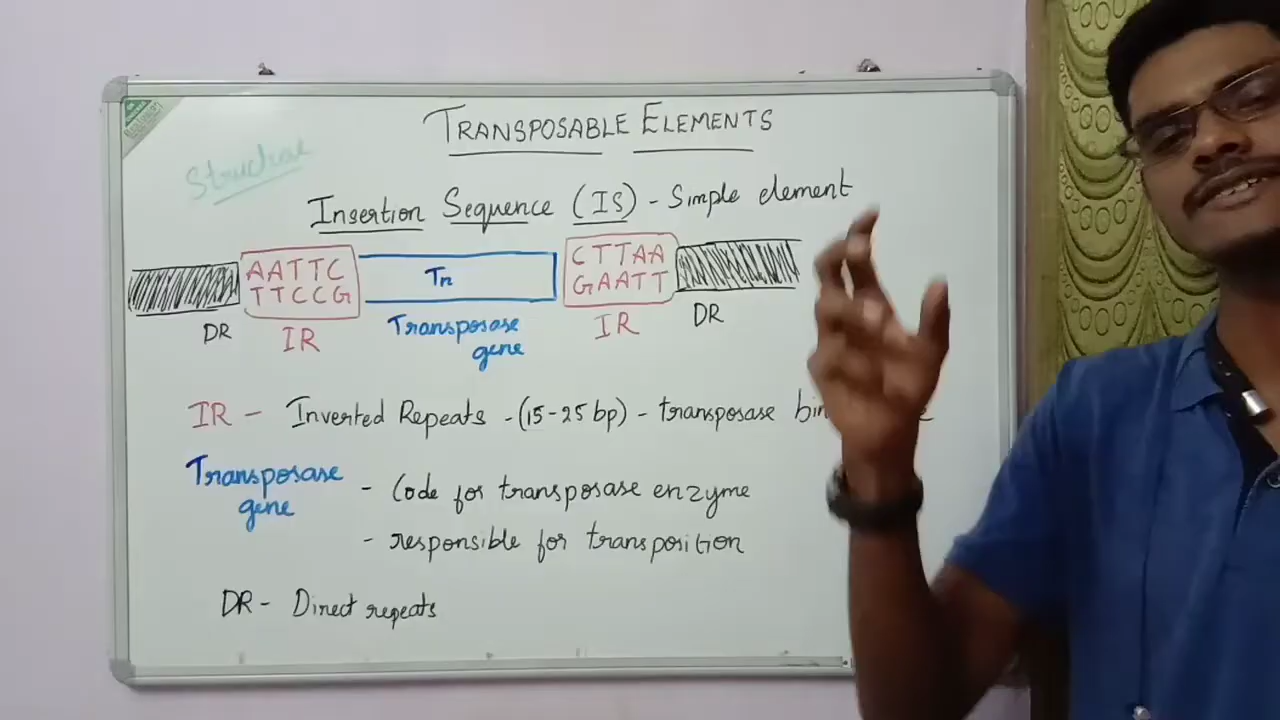 TRANSPOSABLE ELEMENTS
Structure
Insertion Sequence (IS) - Simple element
AATTC
TTCCG
Tn
CTTAA
GAATT
DR
IR
Transposase
gene
IR
DR
IR - Inverted Repeats - (15-25 bp) - transposase
Transposase
gene
- Code for transposase enzyme
- responsible for transposition
DR - Direct repeats